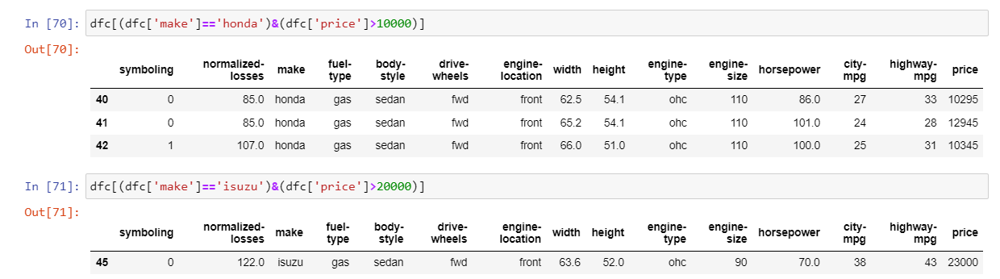 In [70]: dfc[(dfc['make']=='honda')&(dfc['price']>10000)]
Out[70]:
symboling normalized-losses make fuel-type body-style drive-wheels engine-location width height engine-type engine-size horsepower city-mpg highway-mpg price
40 0 85.0 honda gas sedan fwd front 62.5 54.1 ohc 110 86.0 27 33 10295
41 0 85.0 honda gas sedan fwd front 65.2 54.1 ohc 110 101.0 24 28 12945
42 1 107.0 honda gas sedan fwd front 66.0 51.0 ohc 110 100.0 25 31 10345
In [71]: dfc[(dfc['make']=='isuzu')&(dfc['price']>20000)]
Out[71]:
symboling normalized-losses make fuel-type body-style drive-wheels engine-location width height engine-type engine-size horsepower city-mpg highway-mpg price
45 0 122.0 isuzu gas sedan fwd front 63.6 52.0 ohc 90 70.0 38 43 23000